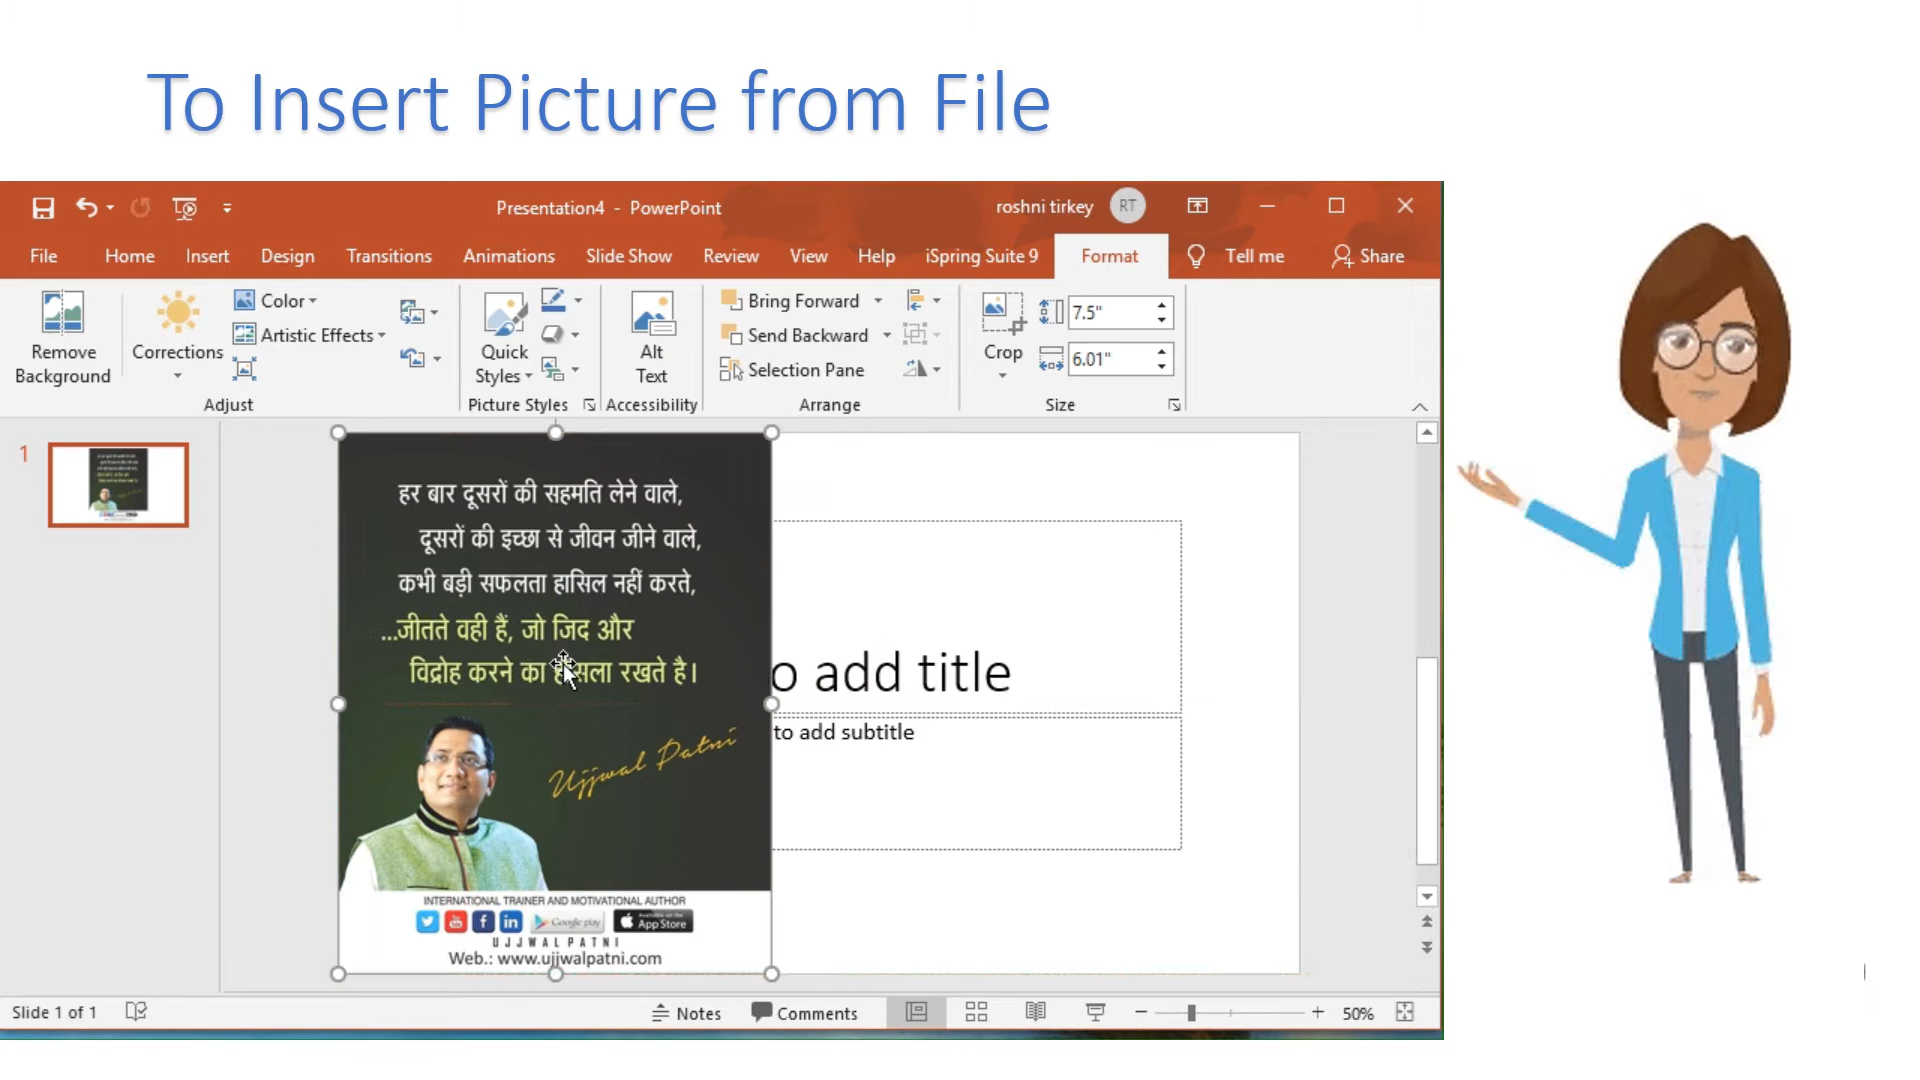 To Insert Picture from File
Presentation4 - PowerPoint
roshni tirkey RT
File Home Insert Design Transitions Animations Slide Show Review View Help iSpring Suite 9 Format Tell me Share
Remove Background
Corrections
Color
Artistic Effects
Adjust
Quick Styles
Picture Styles
Alt Text
Accessibility
Bring Forward
Send Backward
Selection Pane
Arrange
Crop
7.5"
6.01"
Size
1
हर बार दूसरों की सहमति लेने वाले,
दूसरों की इच्छा से जीवन जीने वाले,
कभी बड़ी सफलता हासिल नहीं करते,
...जीतते वही हैं, जो जिद और
विद्रोह करने का रखते है।
Ujjwal Patni
INTERNATIONAL TRAINER AND MOTIVATIONAL AUTHOR
Google play
Available on the App Store
UJJWAL PATNI
Web.: www.ujjwalpatni.com
o add title
to add subtitle
Slide 1 of 1
Notes Comments 50%